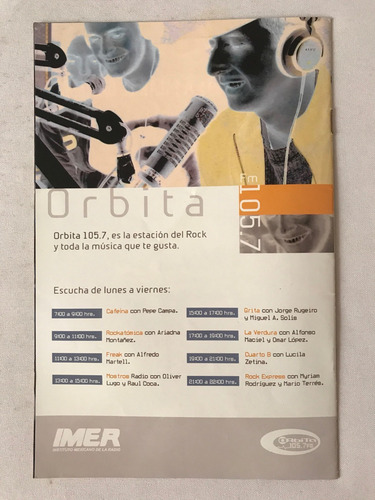 Orbita
Fm
105.7
Orbita 105.7, es la estación del Rock
y toda la música que te gusta.
Escucha de lunes a viernes:
7:00 a 9:00 hrs.
Cafeína con Pepe Campa.
9:00 a 11:00 hrs.
Rockatónica con Ariadna
Montañez.
11:00 a 13:00 hrs.
Freak con Alfredo
Martell.
13:00 a 15:00 hrs.
Mostros Radio con Oliver
Lugo y Raul Doca.
15:00 a 17:00 hrs.
Grita con Jorge Rugeiro
y Miguel A. Solis
17:00 a 19:00 hrs.
La Verdura con Alfonso
Maciel y Omar López.
19:00 a 21:00 hrs.
Cuarto B con Lucila
Zetina.
21:00 a 22:00 hrs.
Rock Express con Myriam
Rodríguez y Mario Terrés.
IMER
INSTITUTO MEXICANO DE LA RADIO
Orbita
105.7FM